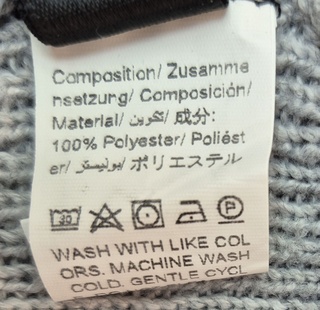 Composition/ Zusamme
nsetzung/ Composición/
Material/ تكوين/ 成分:
100% Polyester/ Poliést
er/ بوليستر/ ポリエステル
30 P
WASH WITH LIKE COL
ORS. MACHINE WASH
COLD. GENTLE CYCL